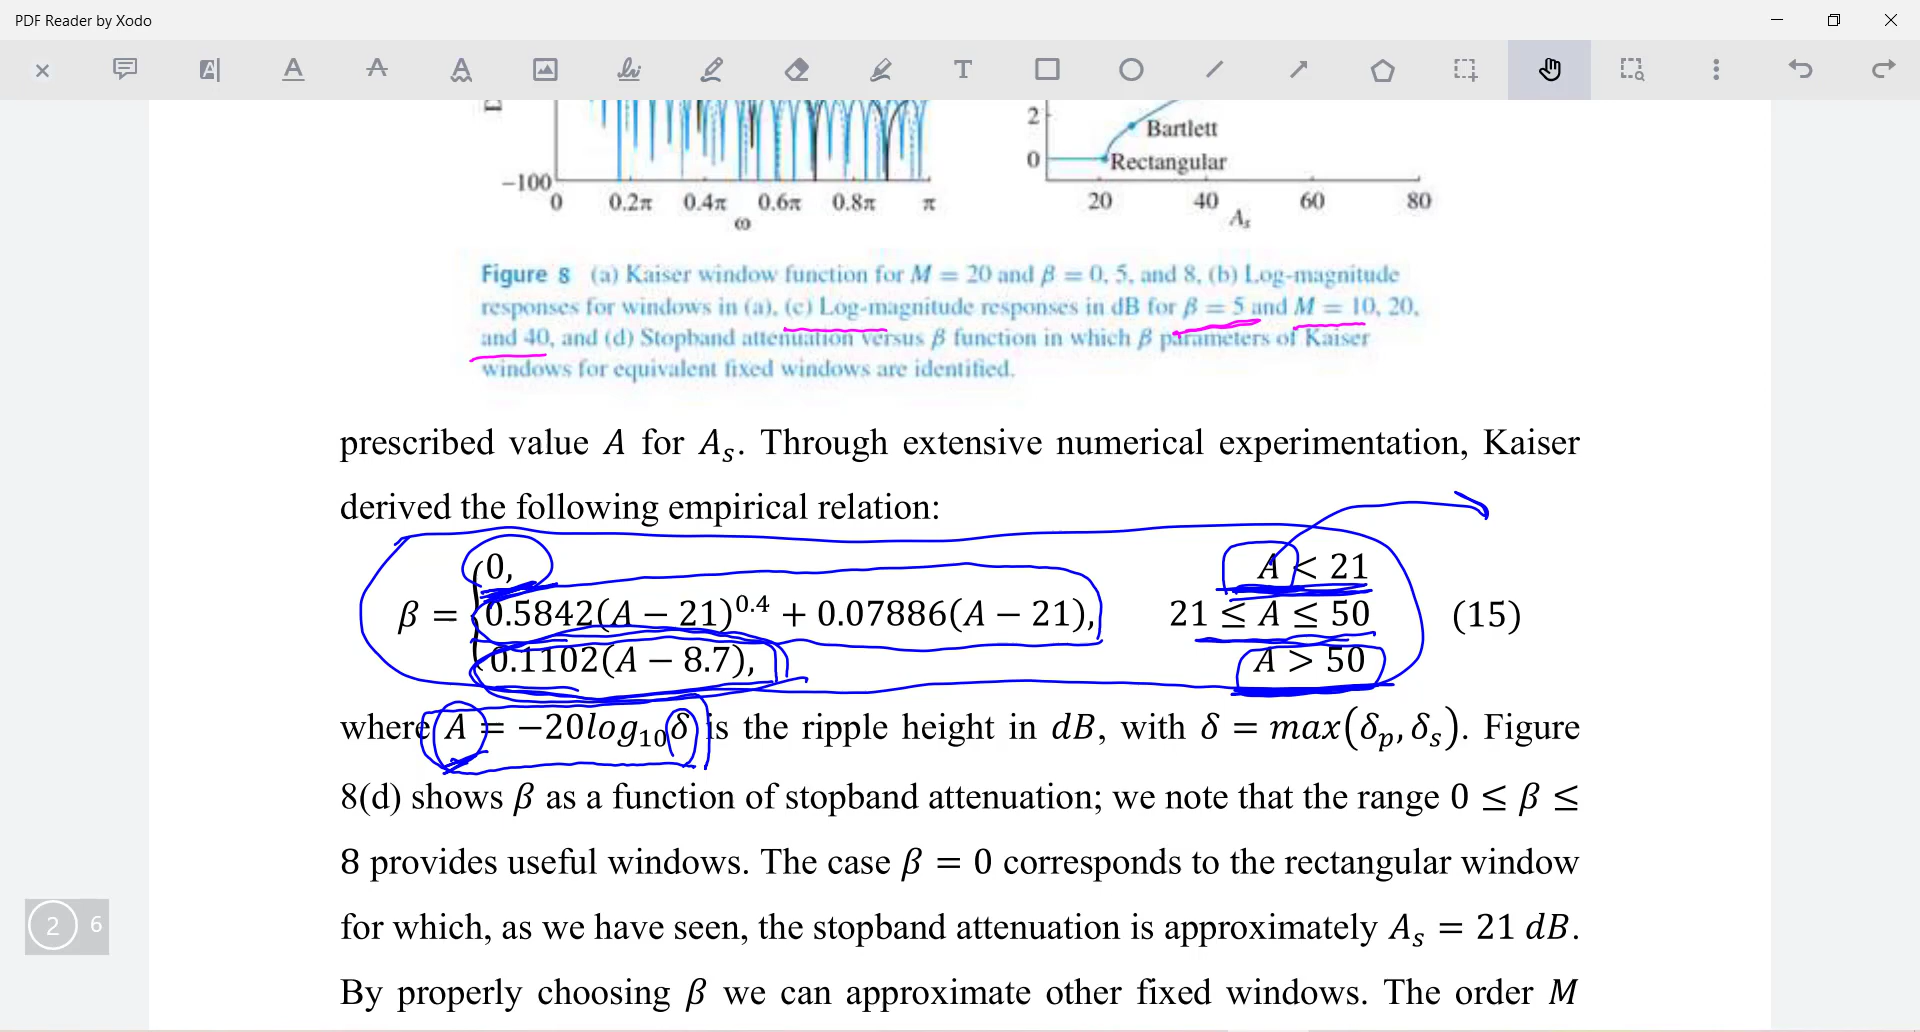 PDF Reader by Xodo
2 Bartlett
0 Rectangular
−100
0 0.2π 0.4π 0.6π 0.8π π
ω
20 40 60 80
Aₛ
Figure 8 (a) Kaiser window function for M = 20 and β = 0, 5, and 8, (b) Log-magnitude
responses for windows in (a), (c) Log-magnitude responses in dB for β = 5 and M = 10, 20,
and 40, and (d) Stopband attenuation versus β function in which β parameters of Kaiser
windows for equivalent fixed windows are identified.
prescribed value A for Aₛ. Through extensive numerical experimentation, Kaiser
derived the following empirical relation:
0, A < 21
β = {0.5842(A − 21)^0.4 + 0.07886(A − 21), 21 ≤ A ≤ 50 (15)
0.1102(A − 8.7), A > 50
where A = −20log₁₀δ is the ripple height in dB, with δ = max(δₚ, δₛ). Figure
8(d) shows β as a function of stopband attenuation; we note that the range 0 ≤ β ≤
8 provides useful windows. The case β = 0 corresponds to the rectangular window
for which, as we have seen, the stopband attenuation is approximately Aₛ = 21 dB.
By properly choosing β we can approximate other fixed windows. The order M
2 6